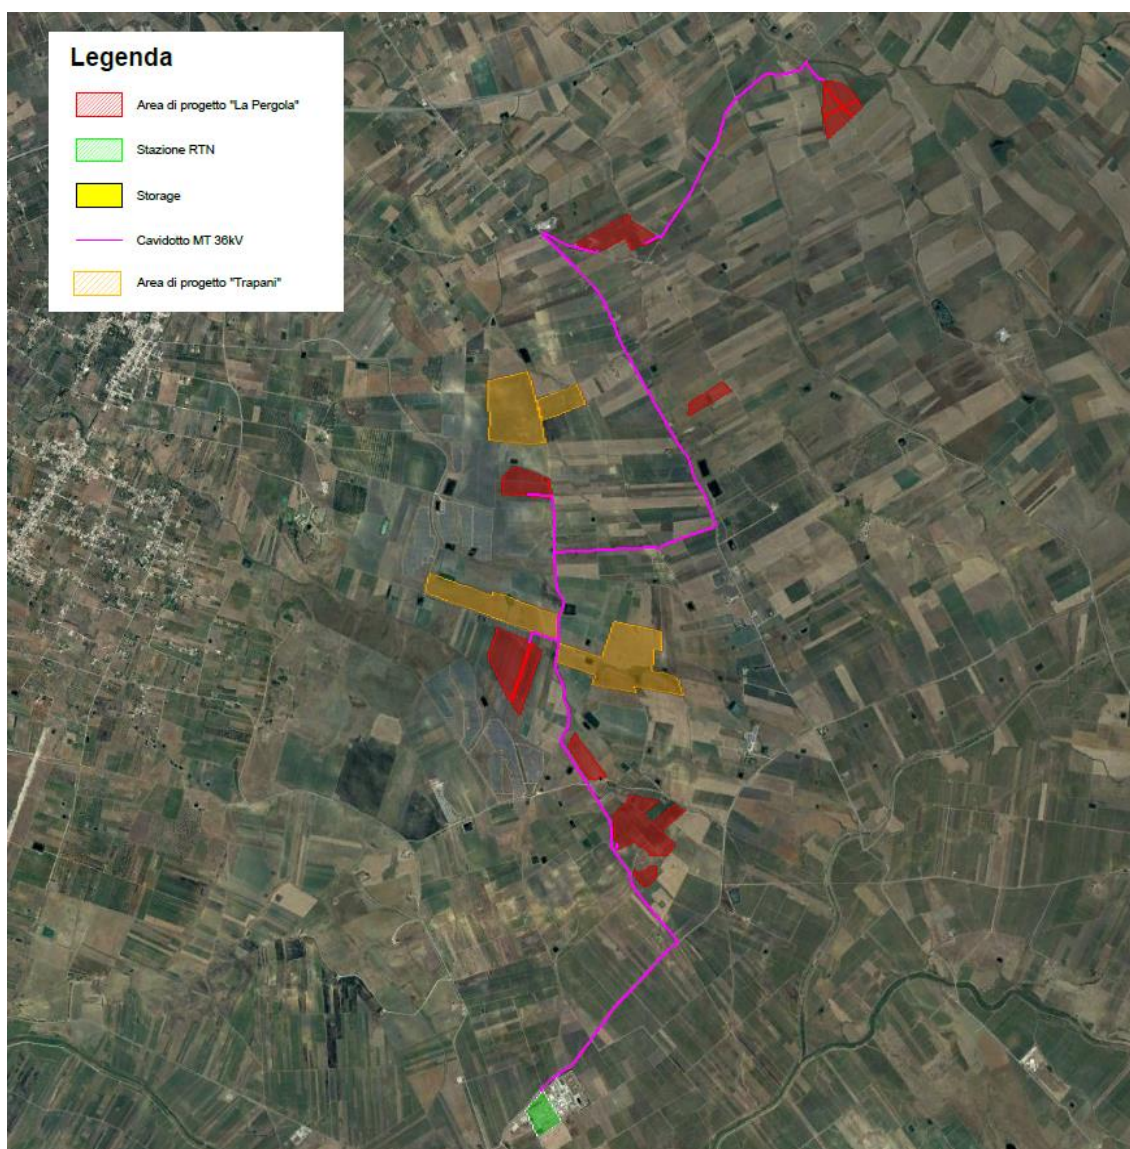 Legenda
Area di progetto "La Pergola"
Stazione RTN
Storage
Cavidotto MT 36kV
Area di progetto "Trapani"